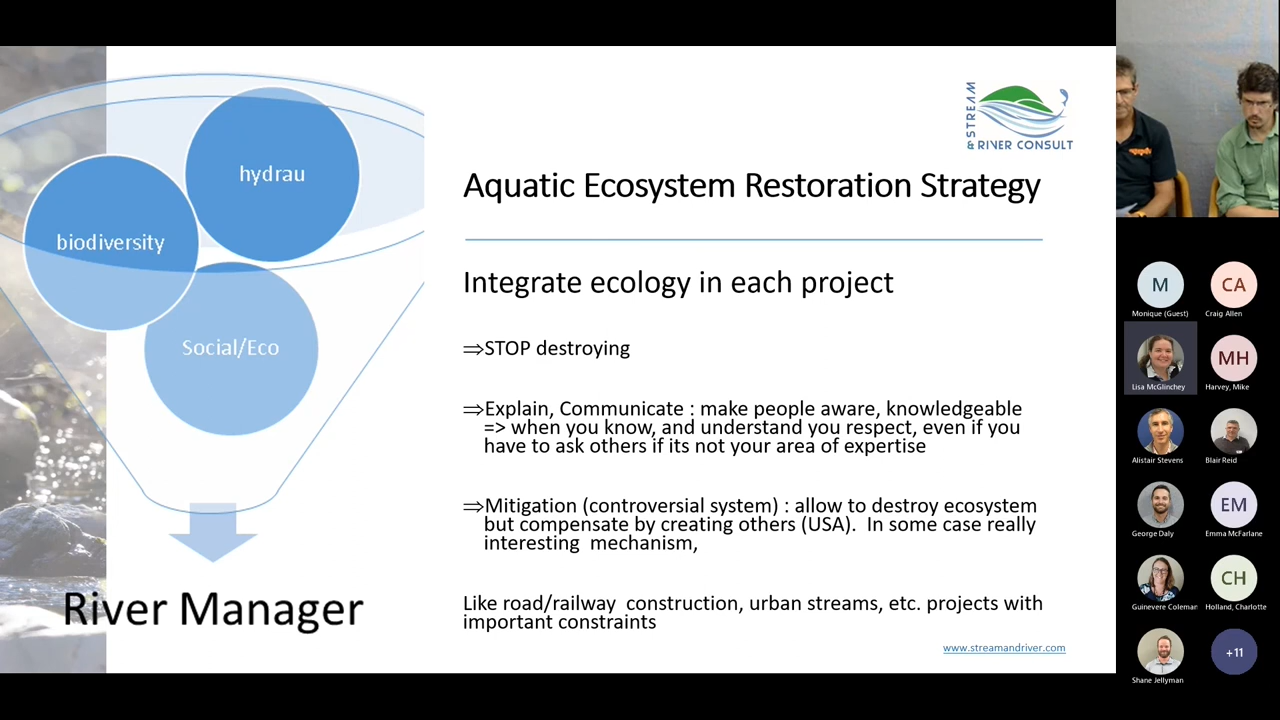 hydrau
biodiversity
Social/Eco
River Manager
STREAM
& RIVER CONSULT
Aquatic Ecosystem Restoration Strategy
Integrate ecology in each project
⇒STOP destroying
⇒Explain, Communicate : make people aware, knowledgeable
=> when you know, and understand you respect, even if you
have to ask others if its not your area of expertise
⇒Mitigation (controversial system) : allow to destroy ecosystem
but compensate by creating others (USA). In some case really
interesting mechanism,
Like road/railway construction, urban streams, etc. projects with
important constraints
www.streamandriver.com
M
Monique (Guest)
CA
Craig Allen
Lisa McGlinchey
MH
Harvey, Mike
Alistair Stevens
Blair Reid
George Daly
EM
Emma McFarlane
Guinevere Coleman
CH
Holland, Charlotte
Shane Jellyman
+11